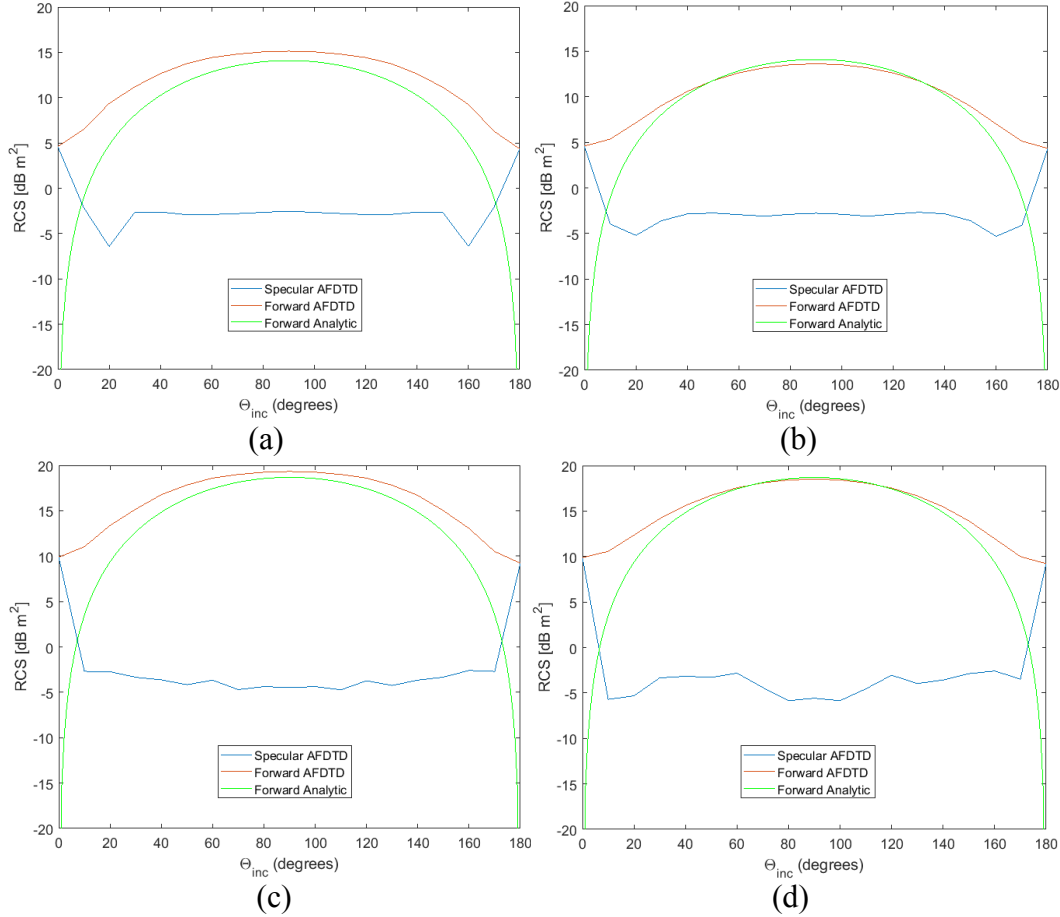 20
15
10
5
0
-5
-10
-15
-20
RCS [dB m²]
0 20 40 60 80 100 120 140 160 180
Θinc (degrees)
Specular AFDTD
Forward AFDTD
Forward Analytic
(a)
20
15
10
5
0
-5
-10
-15
-20
RCS [dB m²]
0 20 40 60 80 100 120 140 160 180
Θinc (degrees)
Specular AFDTD
Forward AFDTD
Forward Analytic
(b)
20
15
10
5
0
-5
-10
-15
-20
RCS [dB m²]
0 20 40 60 80 100 120 140 160 180
Θinc (degrees)
Specular AFDTD
Forward AFDTD
Forward Analytic
(c)
20
15
10
5
0
-5
-10
-15
-20
RCS [dB m²]
0 20 40 60 80 100 120 140 160 180
Θinc (degrees)
Specular AFDTD
Forward AFDTD
Forward Analytic
(d)